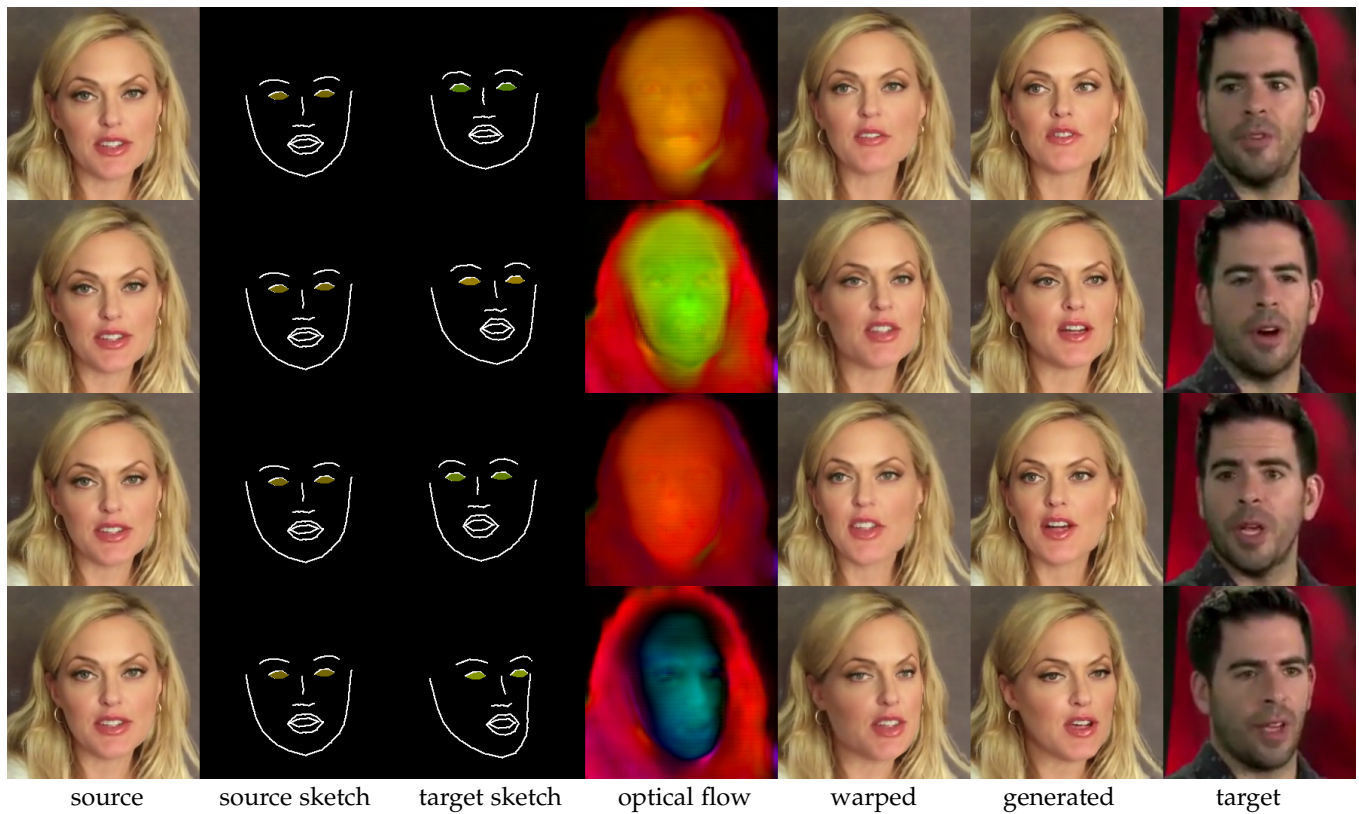 source source sketch target sketch optical flow warped generated target